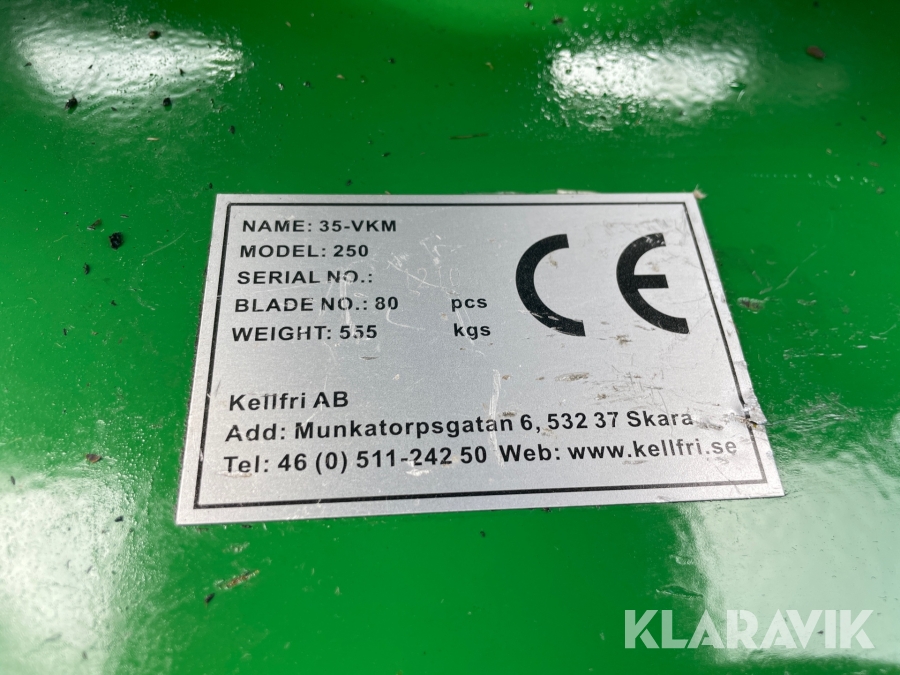 NAME: 35-VKM
MODEL: 250
SERIAL NO.:
BLADE NO.: 80 pcs
WEIGHT: 555 kgs
CE
Kellfri AB
Add: Munkatorpsgatan 6, 532 37 Skara
Tel: 46 (0) 511-242 50 Web: www.kellfri.se
KLARAVIK